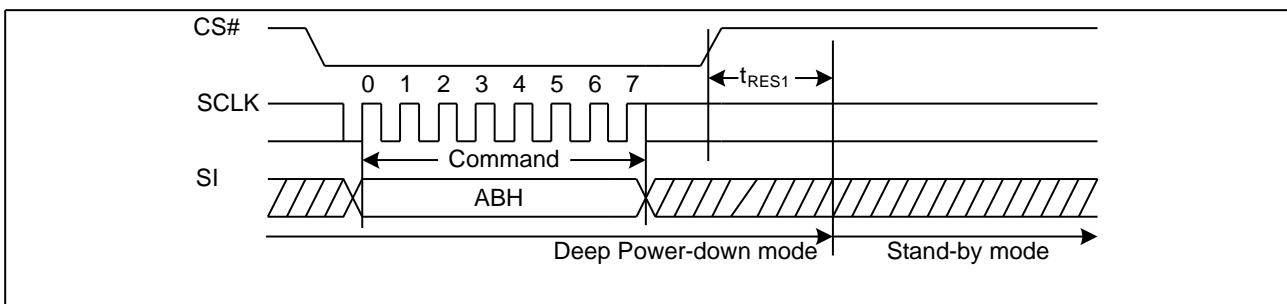 CS#
tRES1
0 1 2 3 4 5 6 7
SCLK
Command
SI
ABH
Deep Power-down mode Stand-by mode